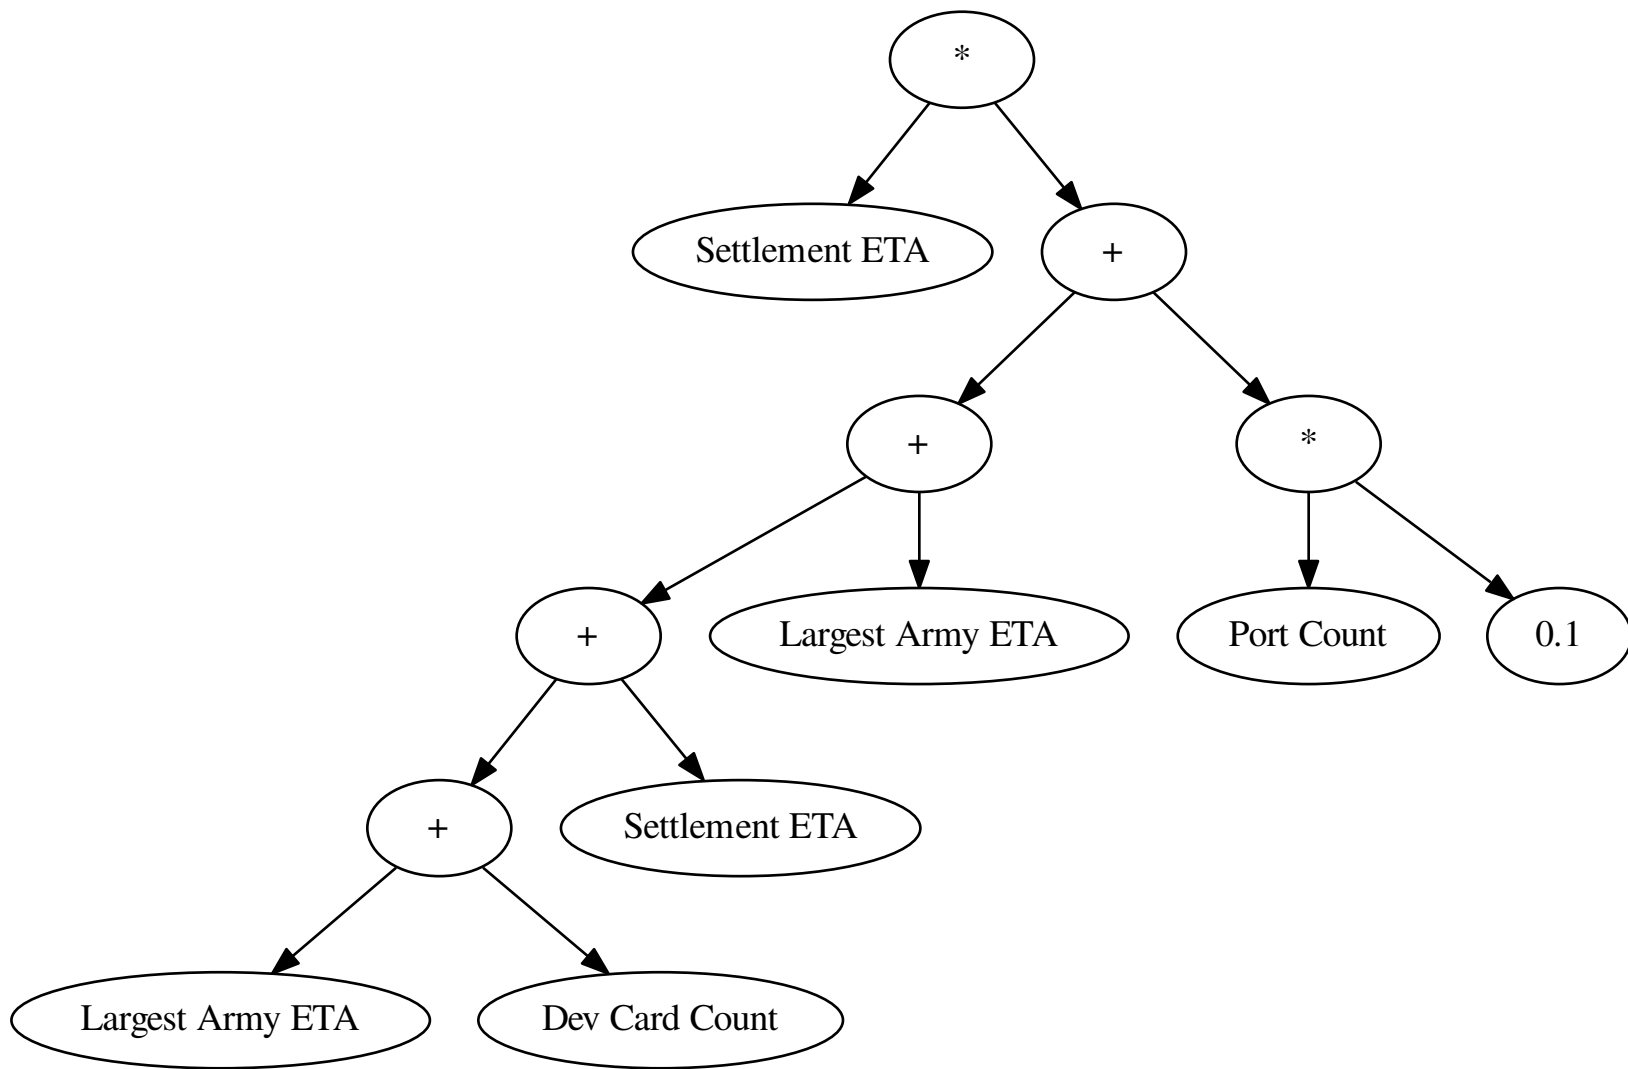 *
Settlement ETA
+
+
*
+
Largest Army ETA
Port Count
0.1
+
Settlement ETA
Largest Army ETA
Dev Card Count